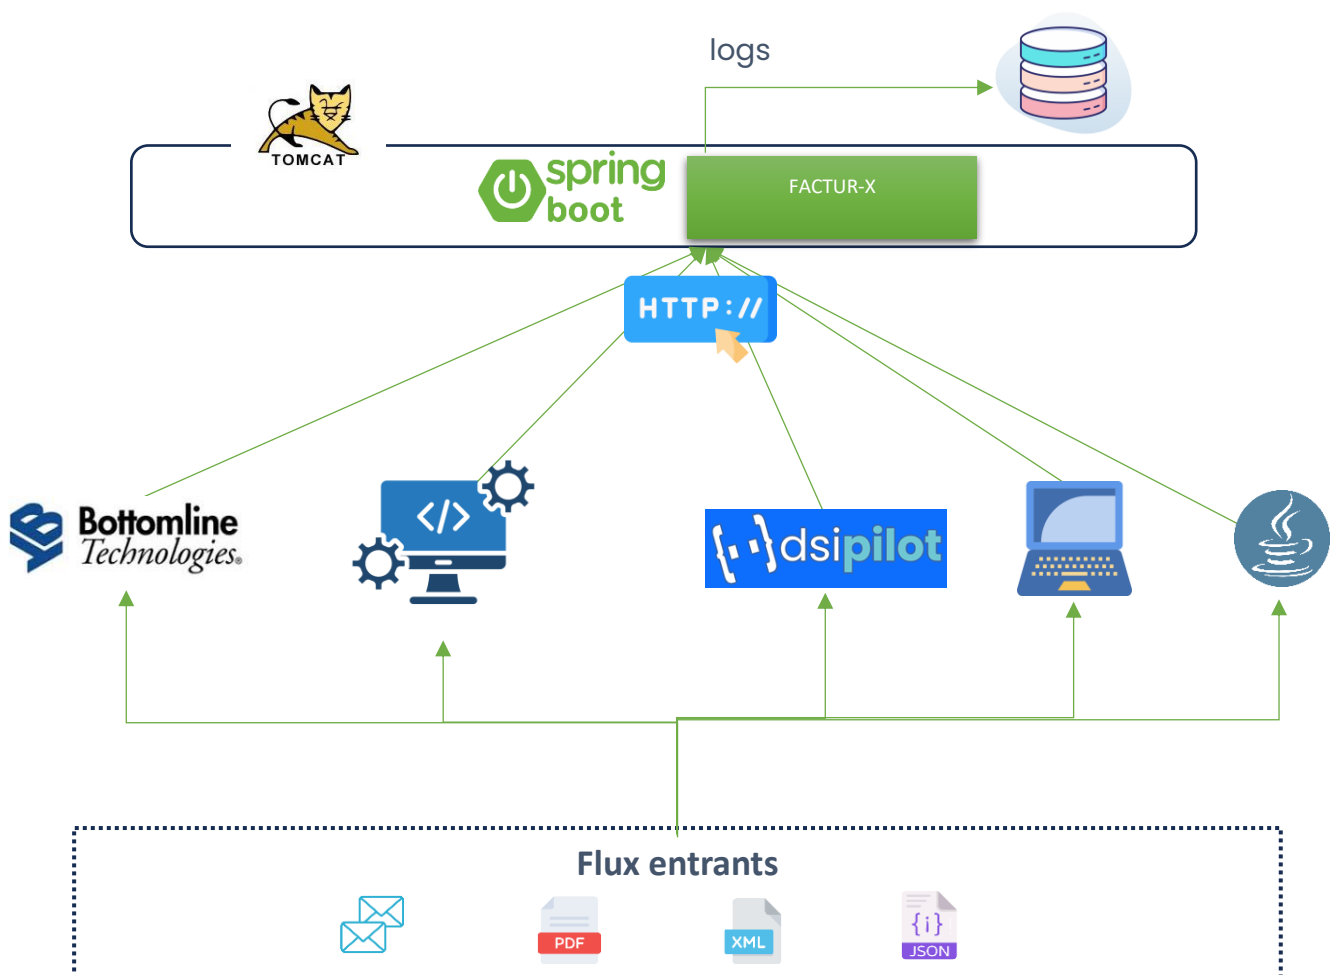 logs
TOMCAT
spring
boot
FACTUR-X
HTTP://
Bottomline
Technologies®
</>
{..}dsipilot
Flux entrants
PDF
XML
{i}
JSON